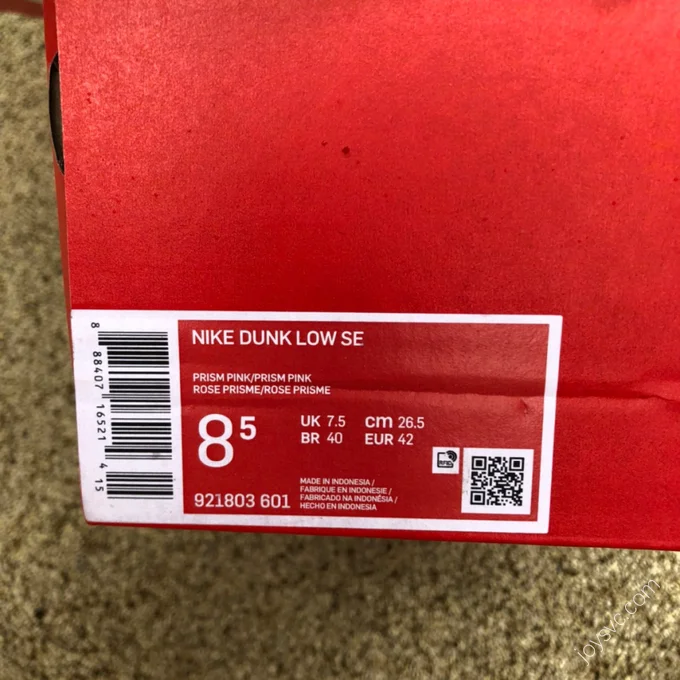 NIKE DUNK LOW SE
PRISM PINK/PRISM PINK
ROSE PRISME/ROSE PRISME
8 5
UK 7.5 cm 26.5
BR 40 EUR 42
921803 601
MADE IN INDONESIA /
FABRIQUE EN INDONESIE /
FABRICADO NA INDONÉSIA /
HECHO EN INDONESIA
8 88407 16521 4 15
joysvc.com